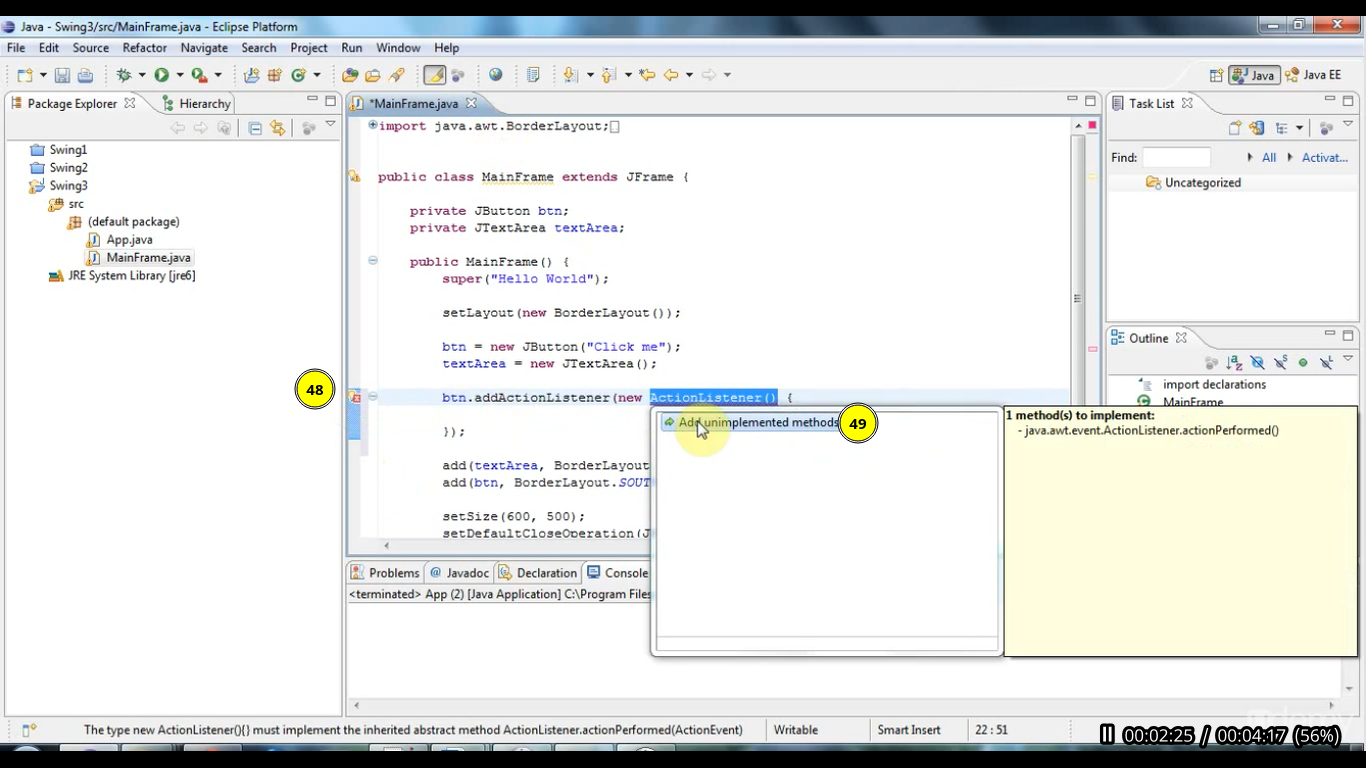 Java - Swing3/src/MainFrame.java - Eclipse Platform
File Edit Source Refactor Navigate Search Project Run Window Help
Java Java EE
Package Explorer Hierarchy
*MainFrame.java
Task List
Swing1
Swing2
Swing3
src
(default package)
App.java
MainFrame.java
JRE System Library [jre6]
import java.awt.BorderLayout;
public class MainFrame extends JFrame {
private JButton btn;
private JTextArea textArea;
public MainFrame() {
super("Hello World");
setLayout(new BorderLayout());
btn = new JButton("Click me");
textArea = new JTextArea();
48
btn.addActionListener(new ActionListener() {
});
add(textArea, BorderLayout
add(btn, BorderLayout.SOUT
setSize(600, 500);
setDefaultCloseOperation(J
Add unimplemented methods
49
1 method(s) to implement:
- java.awt.event.ActionListener.actionPerformed()
Find: All Activat...
Uncategorized
Outline
import declarations
MainFrame
Problems Javadoc Declaration Console
<terminated> App (2) [Java Application] C:\Program Files
The type new ActionListener(){} must implement the inherited abstract method ActionListener.actionPerformed(ActionEvent) Writable Smart Insert 22 : 51
00:02:25 / 00:04:17 (56%)